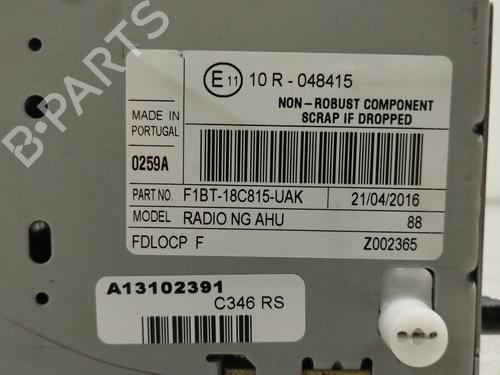 E 11 10 R - 048415
NON - ROBUST COMPONENT
SCRAP IF DROPPED
MADE IN
PORTUGAL
0259A
PART NO. F1BT-18C815-UAK 21/04/2016
MODEL RADIO NG AHU 88
FDLOCP F Z002365
A13102391
C346 RS
B-PARTS